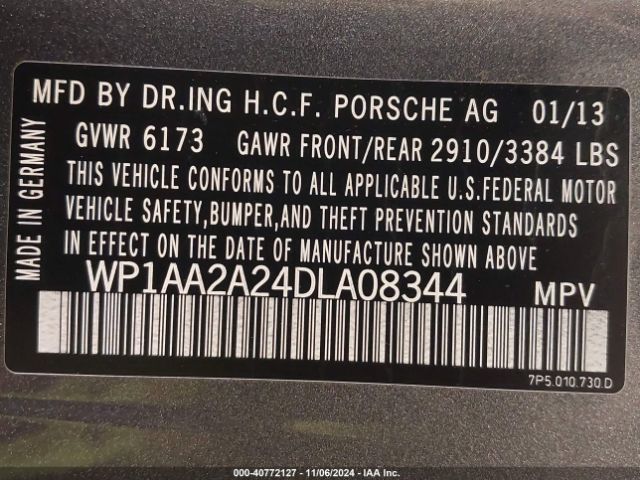 MFD BY DR.ING H.C.F. PORSCHE AG 01/13
GVWR 6173 GAWR FRONT/REAR 2910/3384 LBS
THIS VEHICLE CONFORMS TO ALL APPLICABLE U.S.FEDERAL MOTOR
VEHICLE SAFETY,BUMPER,AND THEFT PREVENTION STANDARDS
IN EFFECT ON THE DATE OF MANUFACTURE SHOWN ABOVE
WP1AA2A24DLA08344 MPV
MADE IN GERMANY
7P5.010.730.D
000-40772127 - 11/06/2024 - IAA Inc.